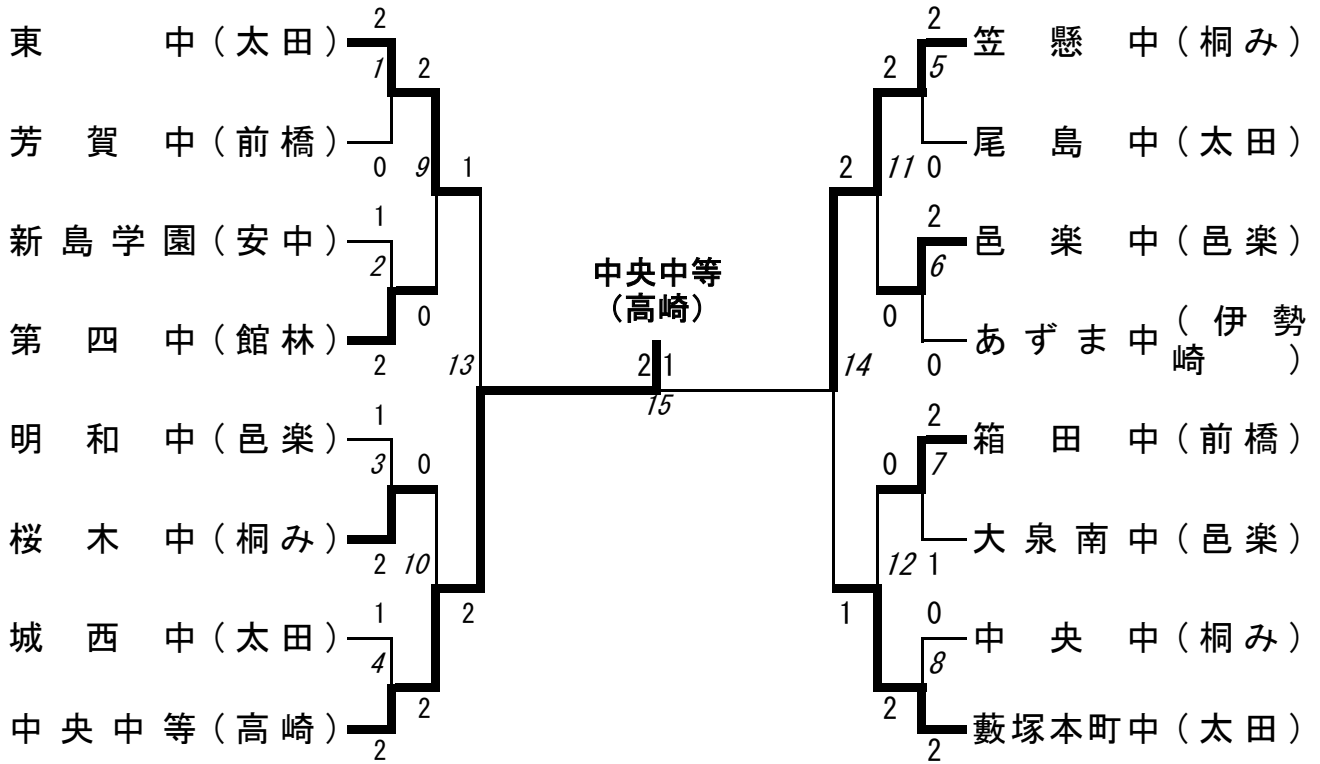 2
東中(太田)
1
2
芳賀中(前橋)
0
9
1
新島学園(安中)
1
2
第四中(館林)
0
2
13
明和中(邑楽)
1
3
0
桜木中(桐み)
2
10
城西中(太田)
1
4
2
中央中等(高崎)
2
2
中央中等
(高崎)
2
1
15
2
笠懸中(桐み)
2
5
尾島中(太田)
2
11
0
邑楽中(邑楽)
2
6
あずま中(伊勢崎)
0
0
14
箱田中(前橋)
2
0
7
大泉南中(邑楽)
12
1
中央中(桐み)
1
0
8
藪塚本町中(太田)
2
2